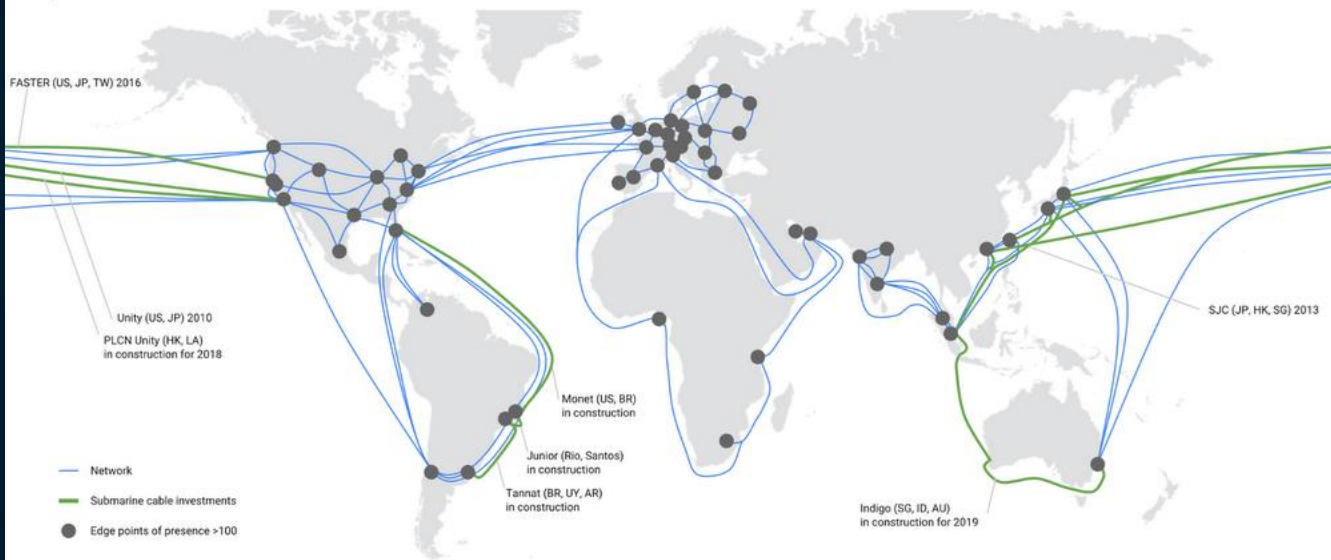 FASTER (US, JP, TW) 2016
Unity (US, JP) 2010
PLCN Unity (HK, LA)
in construction for 2018
SJC (JP, HK, SG) 2013
Monet (US, BR)
in construction
Junior (Rio, Santos)
in construction
Tannat (BR, UY, AR)
in construction
Indigo (SG, ID, AU)
in construction for 2019
Network
Submarine cable investments
Edge points of presence >100